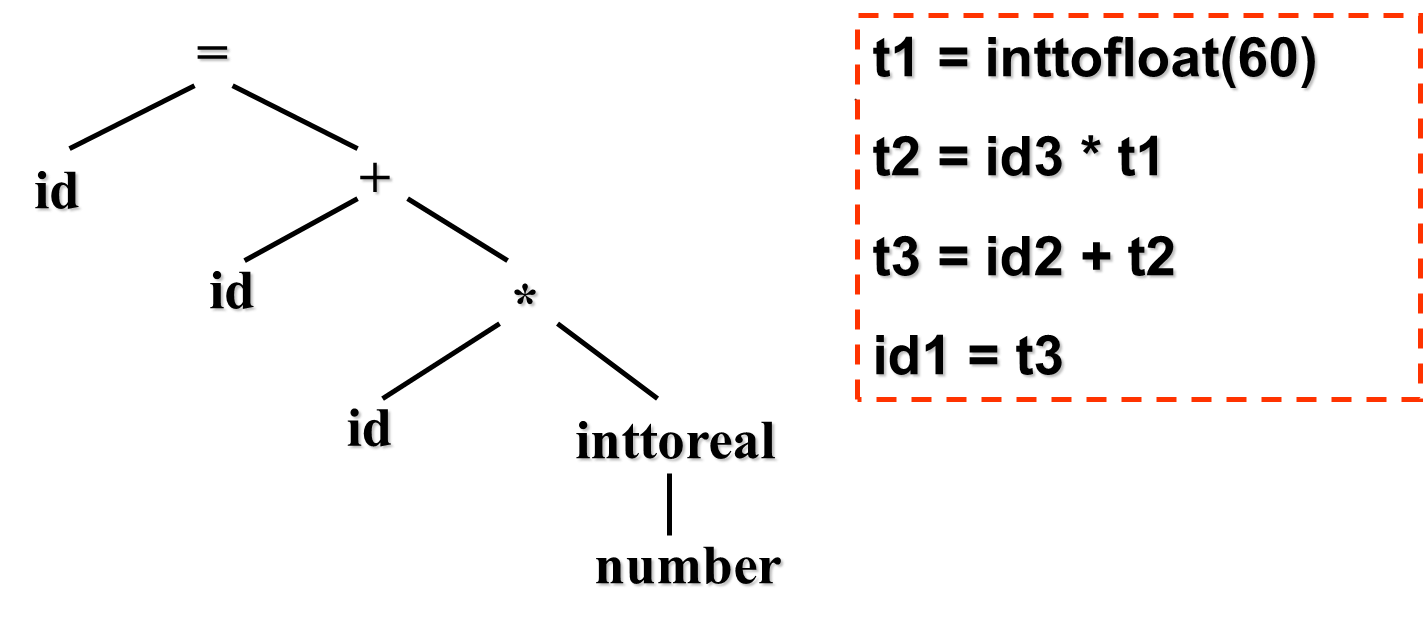 =
id
+
id
*
id
inttoreal
number
t1 = inttofloat(60)
t2 = id3 * t1
t3 = id2 + t2
id1 = t3